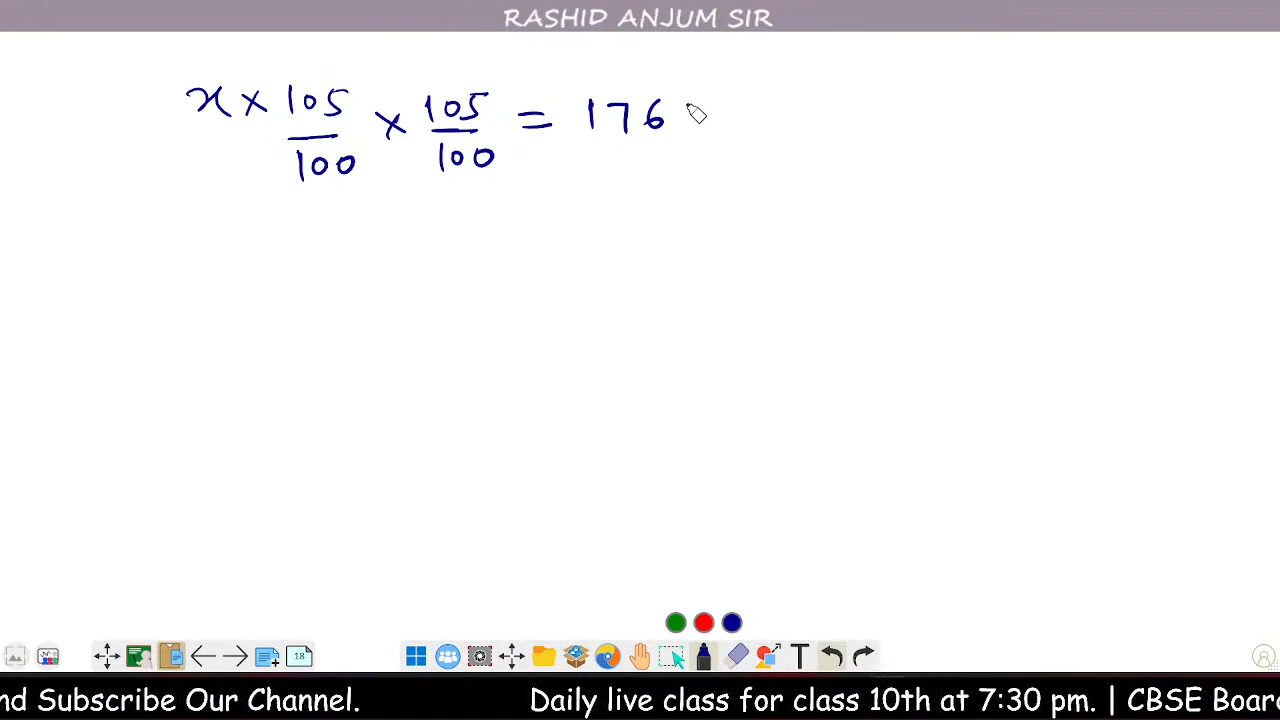 RASHID ANJUM SIR
x × 105/100 × 105/100 = 176
18
T
nd Subscribe Our Channel. Daily live class for class 10th at 7:30 pm. | CBSE Boar